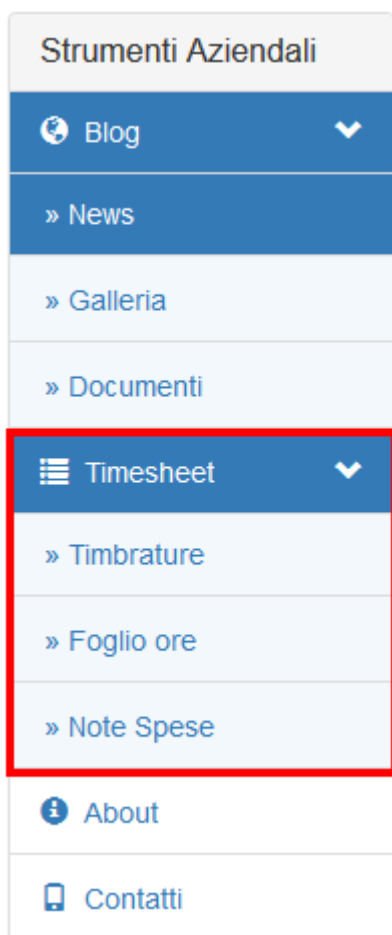 Strumenti Aziendali
Blog
» News
» Galleria
» Documenti
Timesheet
» Timbrature
» Foglio ore
» Note Spese
About
Contatti